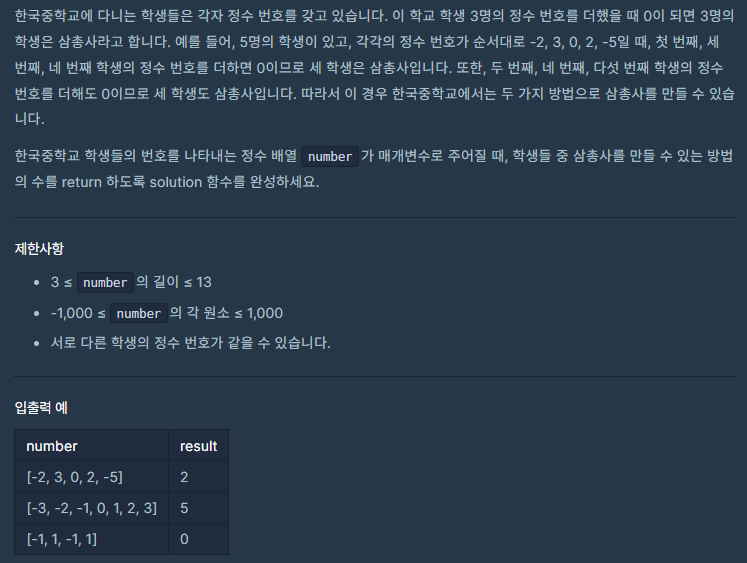 한국중학교에 다니는 학생들은 각자 정수 번호를 갖고 있습니다. 이 학교 학생 3명의 정수 번호를 더했을 때 0이 되면 3명의
학생은 삼총사라고 합니다. 예를 들어, 5명의 학생이 있고, 각각의 정수 번호가 순서대로 -2, 3, 0, 2, -5일 때, 첫 번째, 세
번째, 네 번째 학생의 정수 번호를 더하면 0이므로 세 학생은 삼총사입니다. 또한, 두 번째, 네 번째, 다섯 번째 학생의 정수
번호를 더해도 0이므로 세 학생도 삼총사입니다. 따라서 이 경우 한국중학교에서는 두 가지 방법으로 삼총사를 만들 수 있습
니다.
한국중학교 학생들의 번호를 나타내는 정수 배열 number 가 매개변수로 주어질 때, 학생들 중 삼총사를 만들 수 있는 방법
의 수를 return 하도록 solution 함수를 완성하세요.
제한사항
• 3 ≤ number 의 길이 ≤ 13
• -1,000 ≤ number 의 각 원소 ≤ 1,000
• 서로 다른 학생의 정수 번호가 같을 수 있습니다.
입출력 예
number result
[-2, 3, 0, 2, -5] 2
[-3, -2, -1, 0, 1, 2, 3] 5
[-1, 1, -1, 1] 0